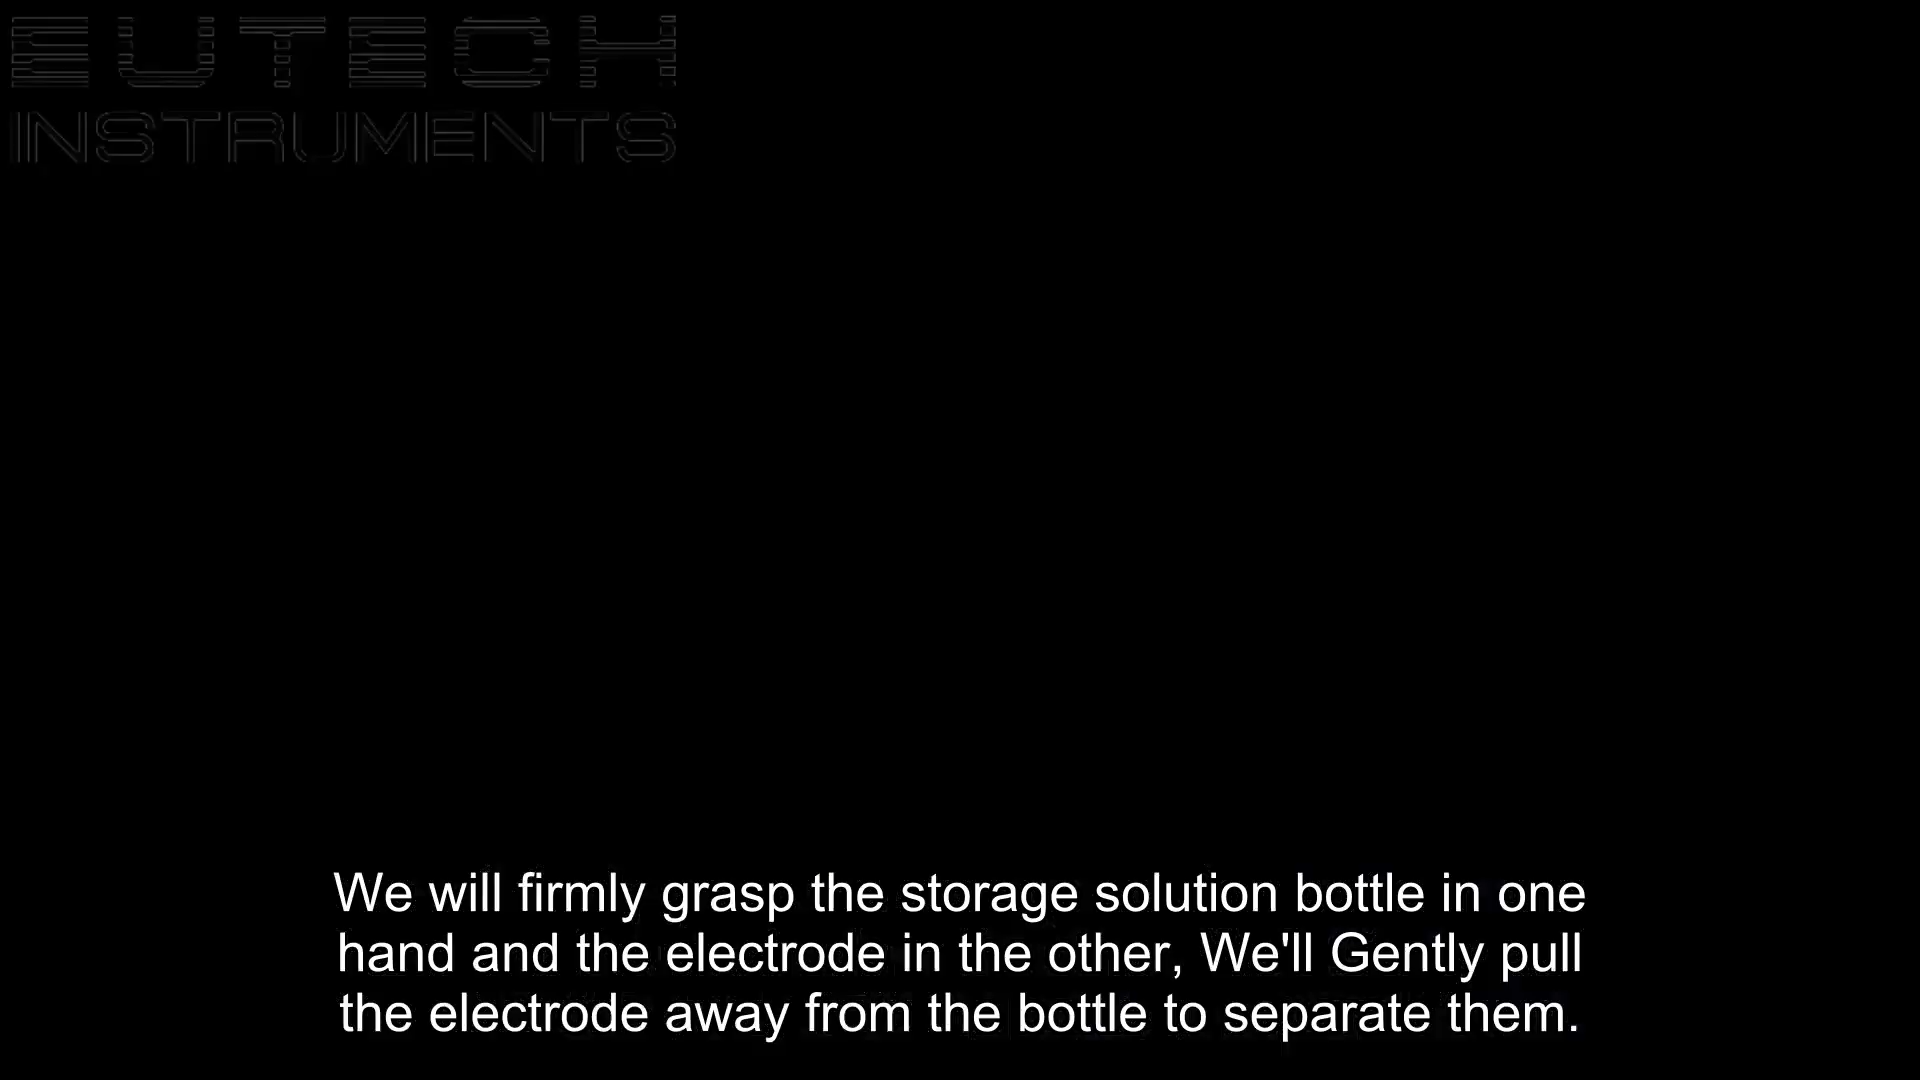 EUTECH
INSTRUMENTS
We will firmly grasp the storage solution bottle in one
hand and the electrode in the other, We'll Gently pull
the electrode away from the bottle to separate them.